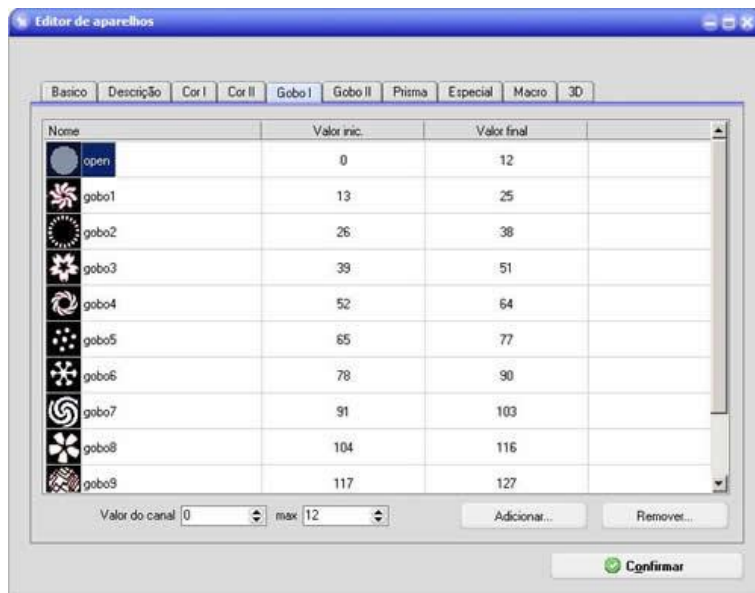 Editor de aparelhos
Basico Descrição Cor I Cor II Gobo I Gobo II Prisma Especial Macro 3D
Nome Valor inic. Valor final
open 0 12
gobo1 13 25
gobo2 26 38
gobo3 39 51
gobo4 52 64
gobo5 65 77
gobo6 78 90
gobo7 91 103
gobo8 104 116
gobo9 117 127
Valor do canal 0 max 12 Adicionar... Remover...
Confirmar